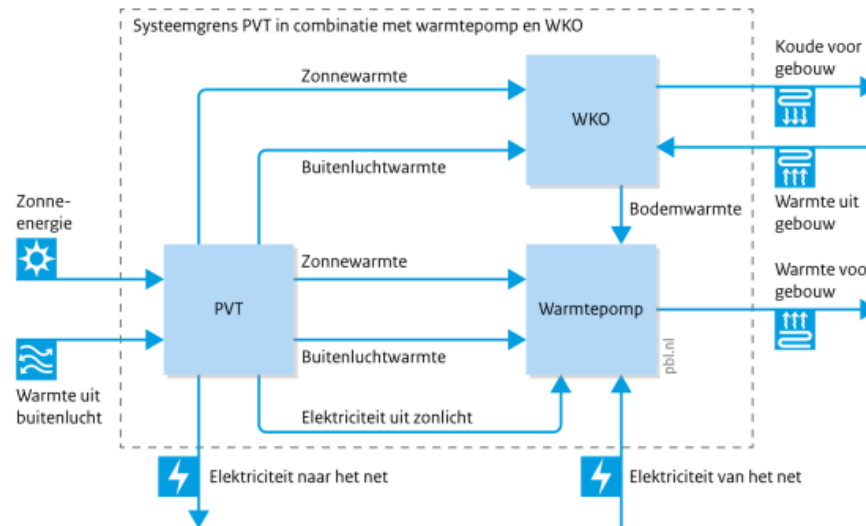 Systeemgrens PVT in combinatie met warmtepomp en WKO
Koude voor
gebouw
Zonnewarmte
WKO
Buitenluchtwarmte
Warmte uit
gebouw
Zonne-
energie
Bodemwarmte
Zonnewarmte
Warmte voo
gebouw
PVT
Warmtepomp
Buitenluchtwarmte
pbl.nl
Warmte uit
buitenlucht
Elektriciteit uit zonlicht
Elektriciteit naar het net
Elektriciteit van het net